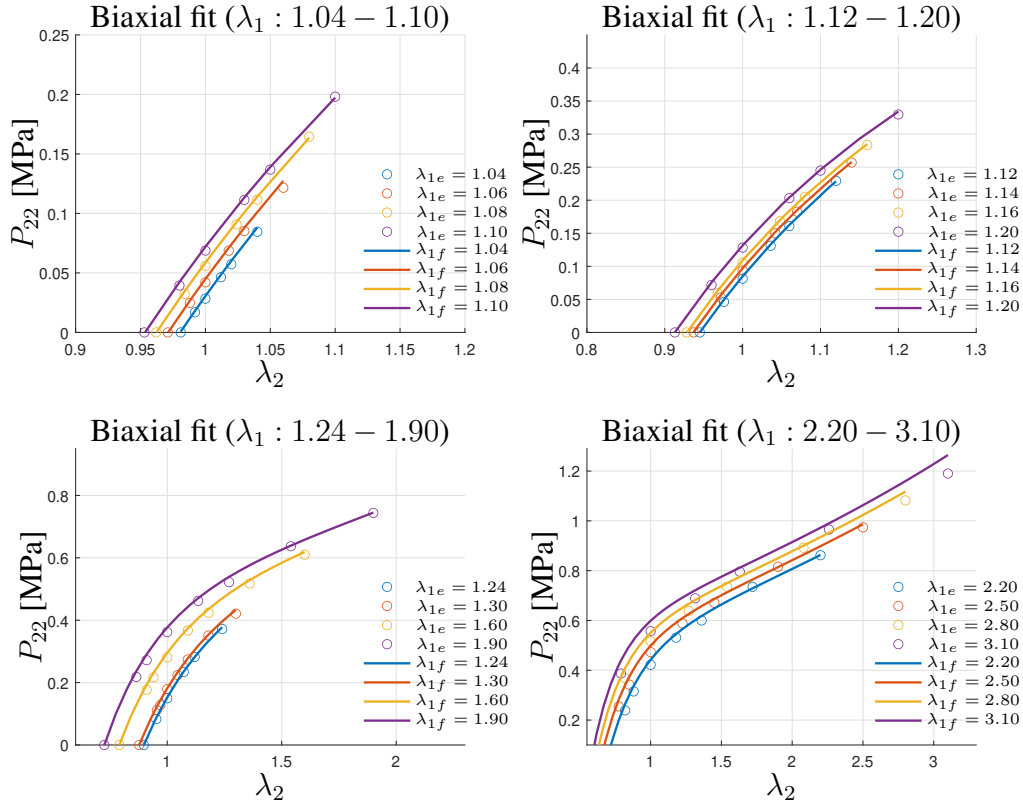 Biaxial fit (λ₁ : 1.04 − 1.10)
0.25
0.2
0.15
0.1
0.05
0
P₂₂ [MPa]
0.9
0.95
1
1.05
1.1
1.15
1.2
λ₂
λ₁ₑ = 1.04
λ₁ₑ = 1.06
λ₁ₑ = 1.08
λ₁ₑ = 1.10
λ₁f = 1.04
λ₁f = 1.06
λ₁f = 1.08
λ₁f = 1.10
Biaxial fit (λ₁ : 1.12 − 1.20)
0.4
0.35
0.3
0.25
0.2
0.15
0.1
0.05
0
P₂₂ [MPa]
0.8
0.9
1
1.1
1.2
1.3
λ₂
λ₁ₑ = 1.12
λ₁ₑ = 1.14
λ₁ₑ = 1.16
λ₁ₑ = 1.20
λ₁f = 1.12
λ₁f = 1.14
λ₁f = 1.16
λ₁f = 1.20
Biaxial fit (λ₁ : 1.24 − 1.90)
0.8
0.6
0.4
0.2
0
P₂₂ [MPa]
1
1.5
2
λ₂
λ₁ₑ = 1.24
λ₁ₑ = 1.30
λ₁ₑ = 1.60
λ₁ₑ = 1.90
λ₁f = 1.24
λ₁f = 1.30
λ₁f = 1.60
λ₁f = 1.90
Biaxial fit (λ₁ : 2.20 − 3.10)
1.2
1
0.8
0.6
0.4
0.2
P₂₂ [MPa]
1
1.5
2
2.5
3
λ₂
λ₁ₑ = 2.20
λ₁ₑ = 2.50
λ₁ₑ = 2.80
λ₁ₑ = 3.10
λ₁f = 2.20
λ₁f = 2.50
λ₁f = 2.80
λ₁f = 3.10